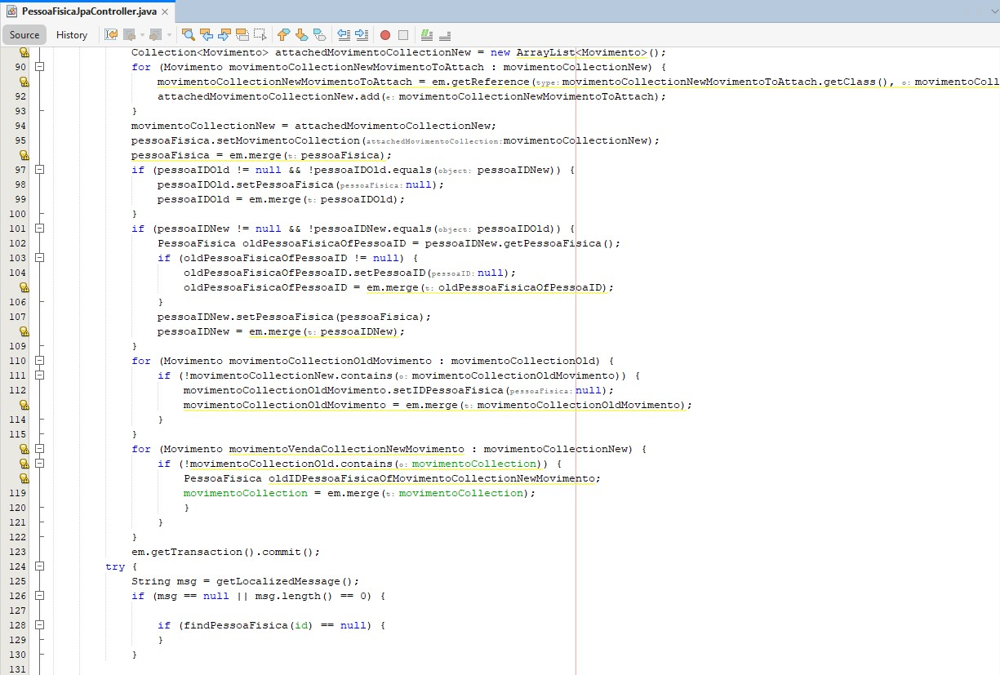 PessoaFisicaJpaController.java ×
Source History
Collection<Movimento> attachedMovimentoCollectionNew = new ArrayList<Movimento>();
90 for (Movimento movimentoCollectionNewMovimentoToAttach : movimentoCollectionNew) {
movimentoCollectionNewMovimentoToAttach = em.getReference(type: movimentoCollectionNewMovimentoToAttach.getClass(), o: movimentoColl
92 attachedMovimentoCollectionNew.add(e: movimentoCollectionNewMovimentoToAttach);
93 }
94 movimentoCollectionNew = attachedMovimentoCollectionNew;
95 pessoaFisica.setMovimentoCollection(attachedMovimentoCollection: movimentoCollectionNew);
pessoaFisica = em.merge(t: pessoaFisica);
97 if (pessoaIDOld != null && !pessoaIDOld.equals(object: pessoaIDNew)) {
98 pessoaIDOld.setPessoaFisica(pessoaFisica: null);
99 pessoaIDOld = em.merge(t: pessoaIDOld);
100 }
101 if (pessoaIDNew != null && !pessoaIDNew.equals(object: pessoaIDOld)) {
102 PessoaFisica oldPessoaFisicaOfPessoaID = pessoaIDNew.getPessoaFisica();
103 if (oldPessoaFisicaOfPessoaID != null) {
104 oldPessoaFisicaOfPessoaID.setPessoaID(pessoaID: null);
oldPessoaFisicaOfPessoaID = em.merge(t: oldPessoaFisicaOfPessoaID);
106 }
107 pessoaIDNew.setPessoaFisica(pessoaFisica);
pessoaIDNew = em.merge(t: pessoaIDNew);
109 }
110 for (Movimento movimentoCollectionOldMovimento : movimentoCollectionOld) {
111 if (!movimentoCollectionNew.contains(o: movimentoCollectionOldMovimento)) {
112 movimentoCollectionOldMovimento.setIDPessoaFisica(pessoaFisica: null);
movimentoCollectionOldMovimento = em.merge(t: movimentoCollectionOldMovimento);
114 }
115 }
for (Movimento movimentoVendaCollectionNewMovimento : movimentoCollectionNew) {
if (!movimentoCollectionOld.contains(o: movimentoCollection)) {
PessoaFisica oldIDPessoaFisicaOfMovimentoCollectionNewMovimento;
119 movimentoCollection = em.merge(t: movimentoCollection);
120 }
121 }
122 }
123 em.getTransaction().commit();
124 try {
125 String msg = getLocalizedMessage();
126 if (msg == null || msg.length() == 0) {
127
128 if (findPessoaFisica(id) == null) {
129 }
130 }
131